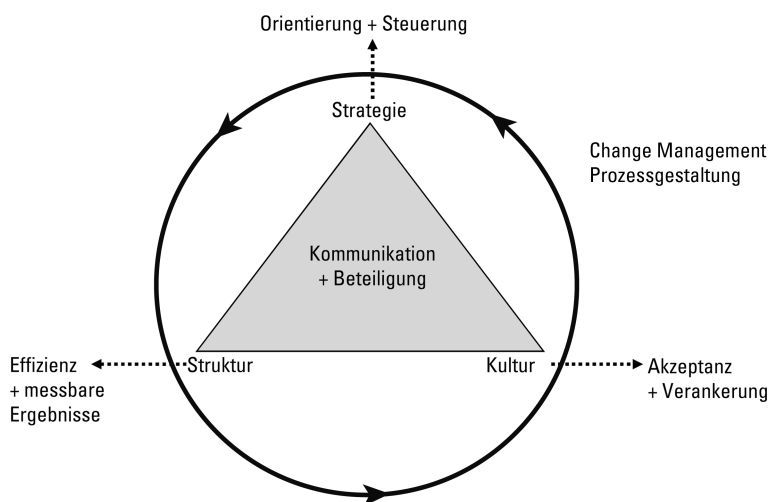 Orientierung + Steuerung
Strategie
Change Management
Prozessgestaltung
Kommunikation
+ Beteiligung
Effizienz
+ messbare
Ergebnisse
Struktur
Kultur
Akzeptanz
+ Verankerung